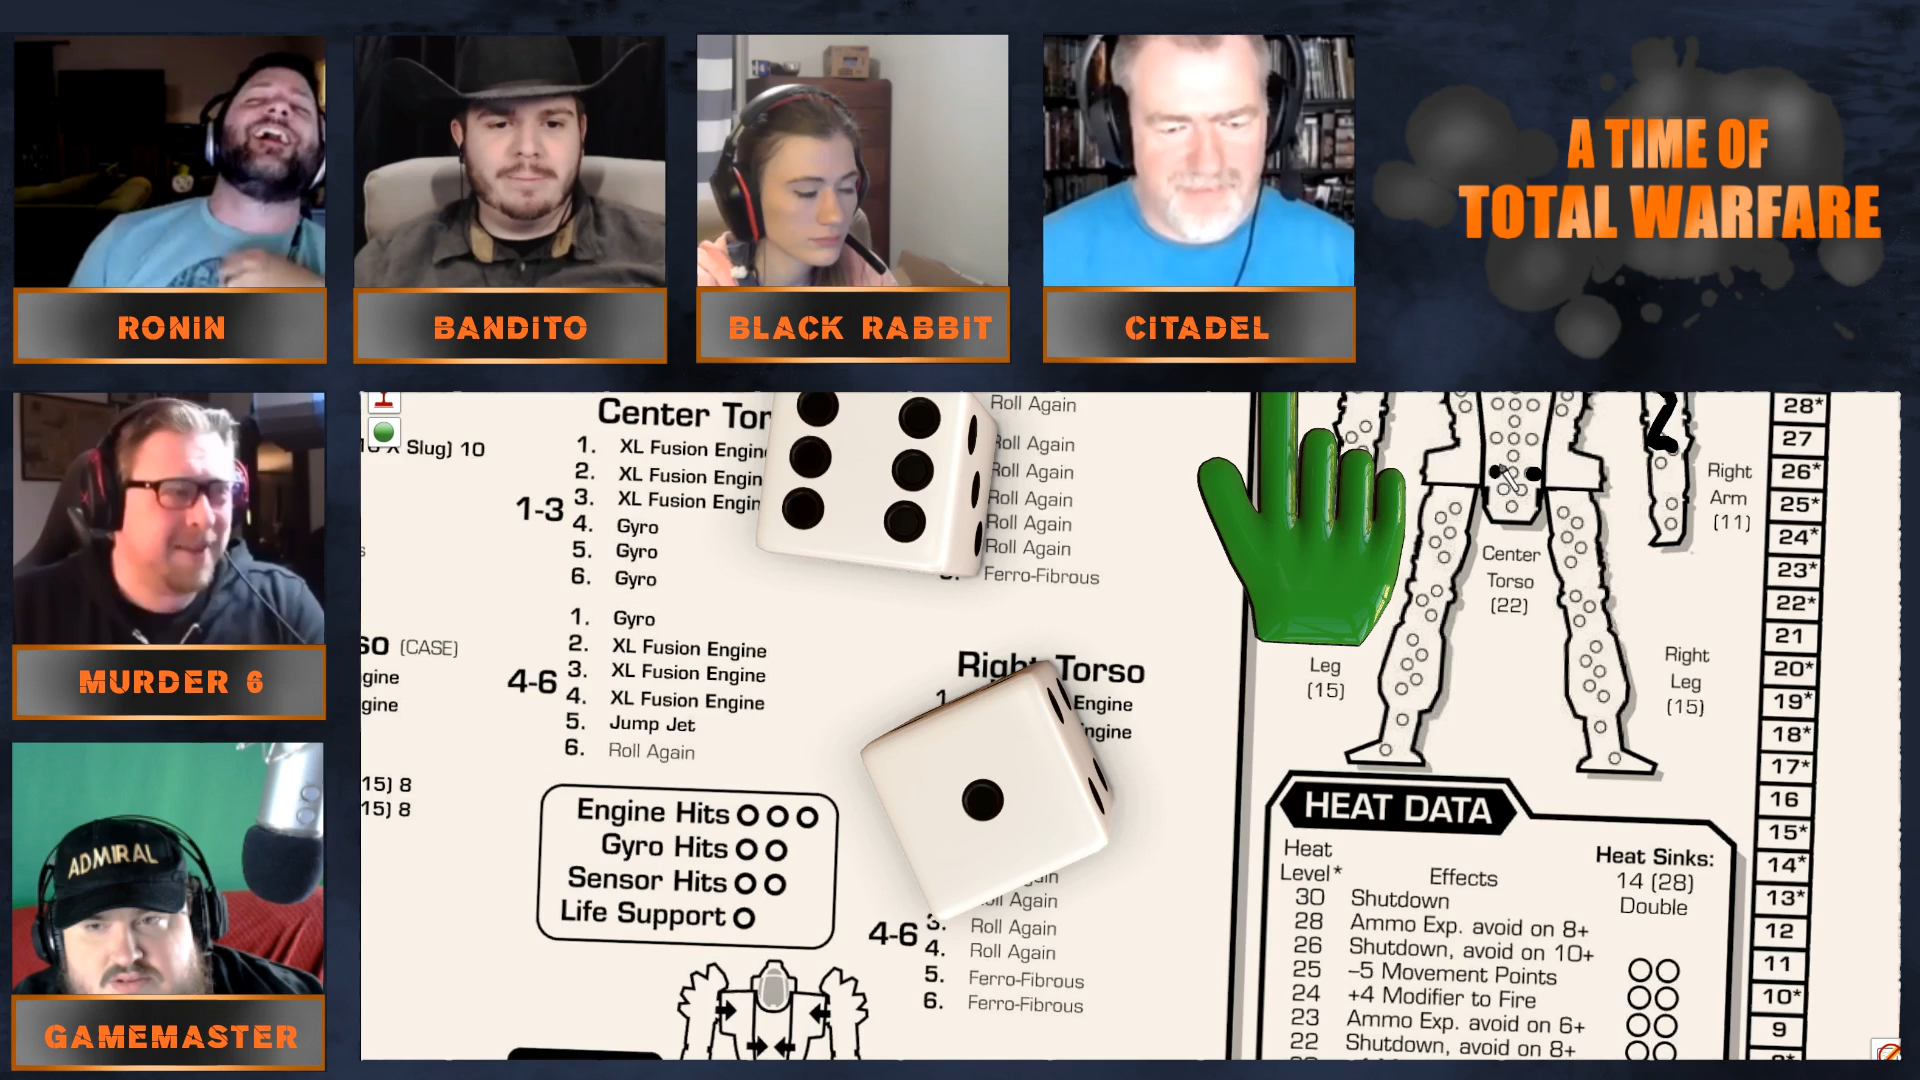 A TIME OF
TOTAL WARFARE
RONIN
BANDITO
BLACK RABBIT
CITADEL
MURDER 6
ADMIRAL
GAMEMASTER
Slug) 10
SO (CASE)
gine
gine
15) 8
15) 8
Center Tor
1-3
1. XL Fusion Engin
2. XL Fusion Engin
3. XL Fusion Engin
4. Gyro
5. Gyro
6. Gyro
4-6
1. Gyro
2. XL Fusion Engine
3. XL Fusion Engine
4. XL Fusion Engine
5. Jump Jet
6. Roll Again
Engine Hits
Gyro Hits
Sensor Hits
Life Support
Roll Again
Roll Again
Roll Again
Roll Again
Roll Again
Roll Again
Ferro-Fibrous
Right Torso
1. Engine
ngine
ain
oll Again
4-6
3. Roll Again
4. Roll Again
5. Ferro-Fibrous
6. Ferro-Fibrous
Right
Arm
(11)
Center
Torso
(22)
Leg
(15)
Right
Leg
(15)
HEAT DATA
Heat
Level* Effects
30 Shutdown
28 Ammo Exp. avoid on 8+
26 Shutdown, avoid on 10+
25 –5 Movement Points
24 +4 Modifier to Fire
23 Ammo Exp. avoid on 6+
22 Shutdown, avoid on 8+
Heat Sinks:
14 (28)
Double
28*
27
26*
25*
24*
23*
22*
21
20*
19*
18*
17*
16
15*
14*
13*
12
11
10*
9